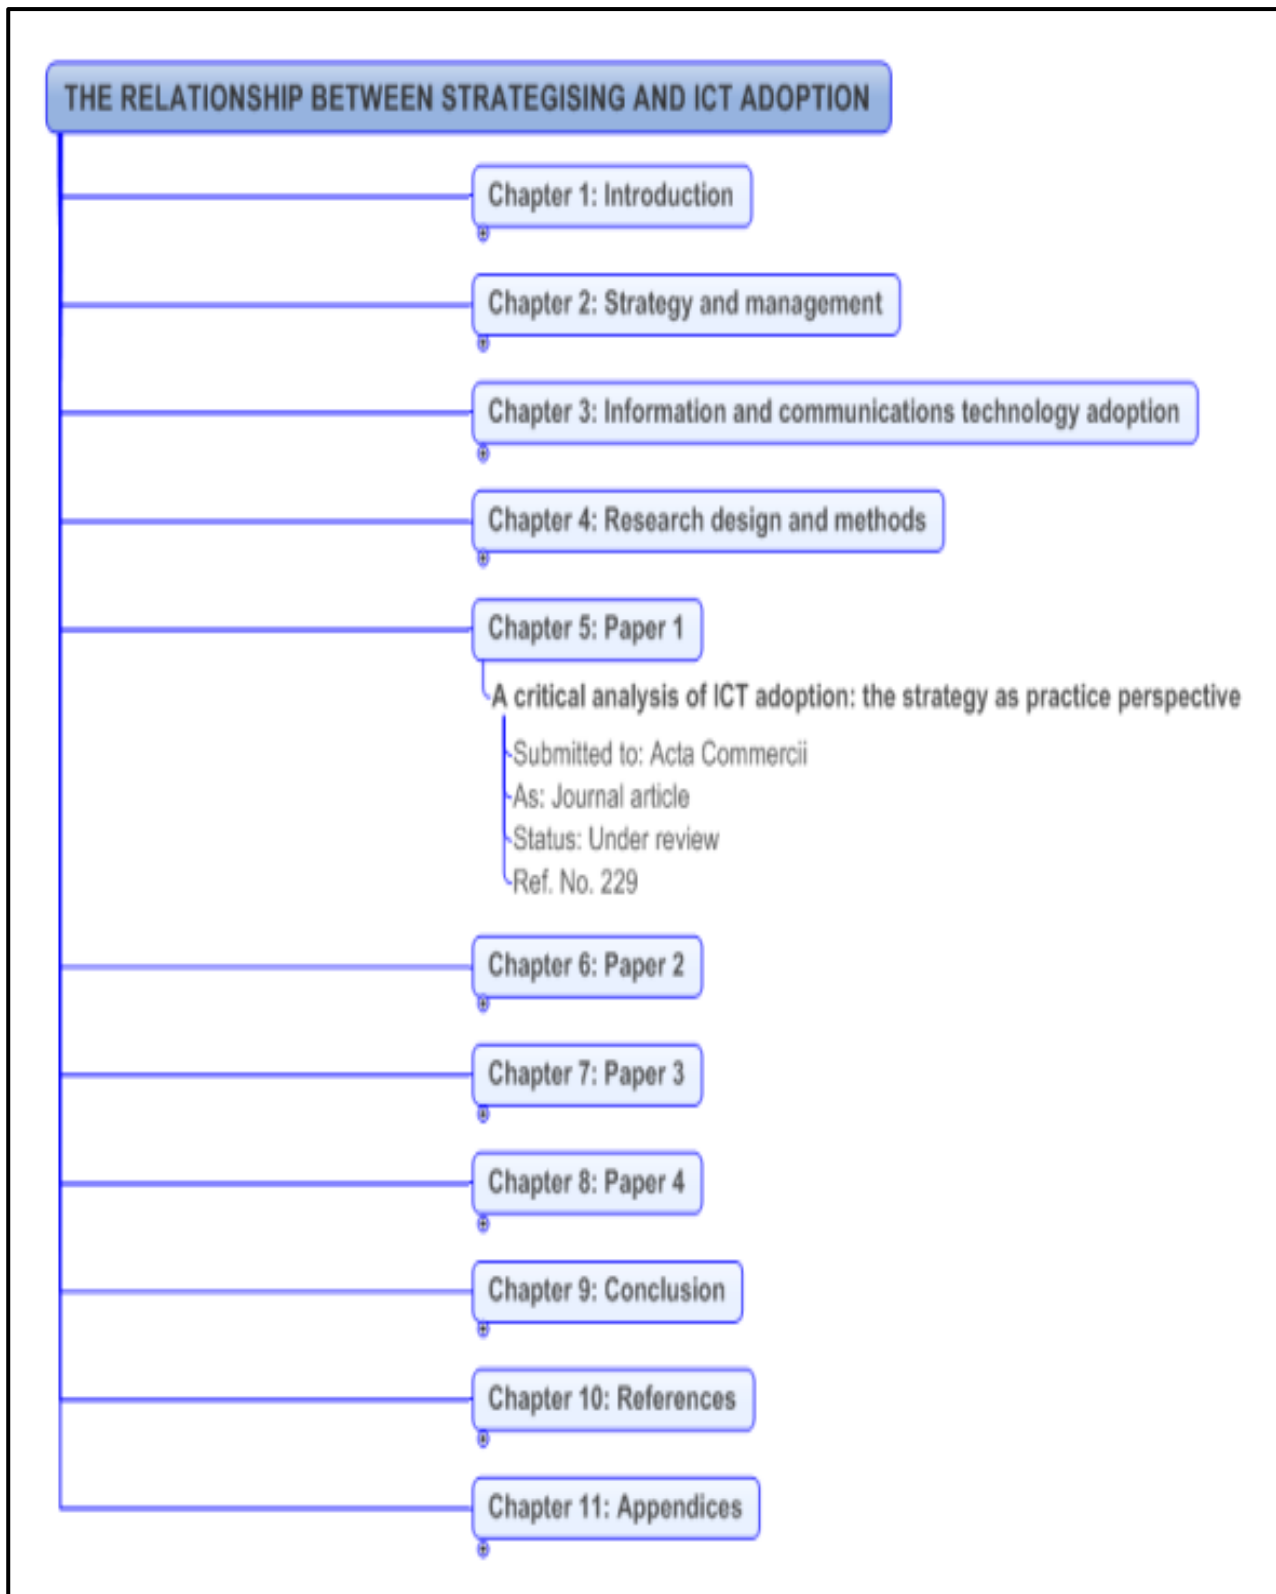 THE RELATIONSHIP BETWEEN STRATEGISING AND ICT ADOPTION
Chapter 1: Introduction
Chapter 2: Strategy and management
Chapter 3: Information and communications technology adoption
Chapter 4: Research design and methods
Chapter 5: Paper 1
A critical analysis of ICT adoption: the strategy as practice perspective
Submitted to: Acta Commercii
As: Journal article
Status: Under review
Ref. No. 229
Chapter 6: Paper 2
Chapter 7: Paper 3
Chapter 8: Paper 4
Chapter 9: Conclusion
Chapter 10: References
Chapter 11: Appendices